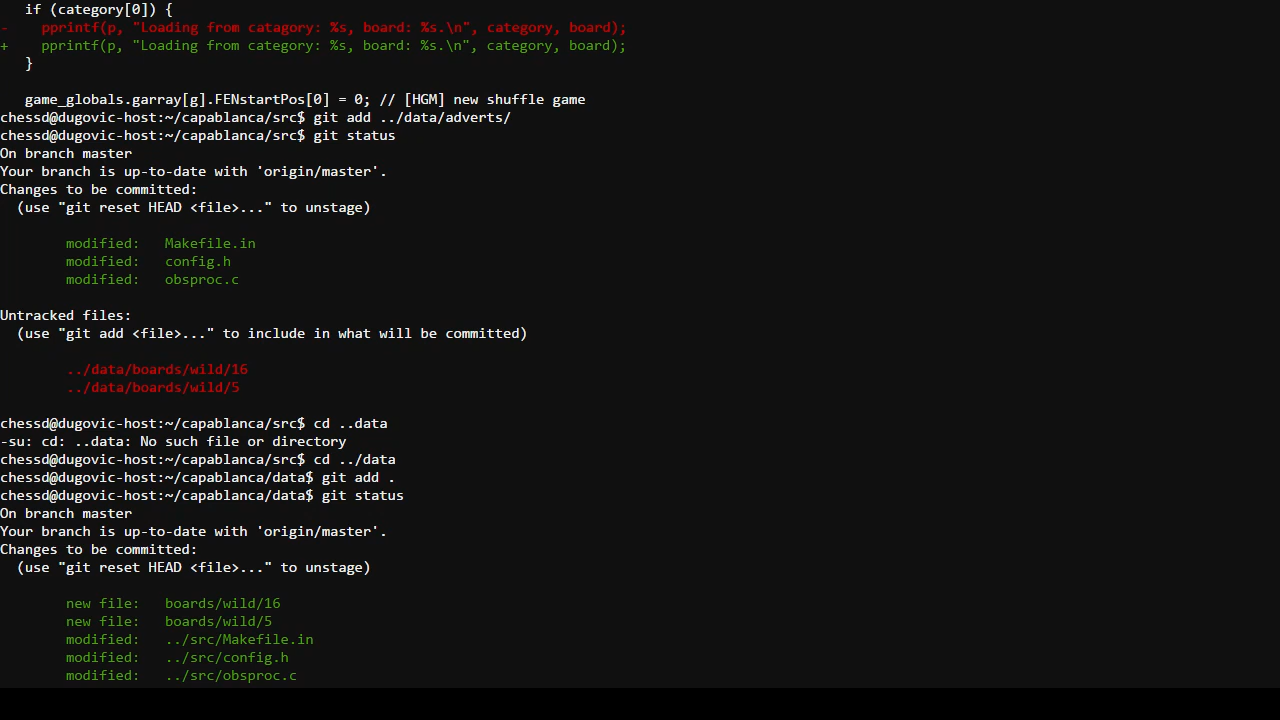 if (category[0]) {
- pprintf(p, "Loading from catagory: %s, board: %s.\n", category, board);
+ pprintf(p, "Loading from category: %s, board: %s.\n", category, board);
}
game_globals.garray[g].FENstartPos[0] = 0; // [HGM] new shuffle game
chessd@dugovic-host:~/capablanca/src$ git add ../data/adverts/
chessd@dugovic-host:~/capablanca/src$ git status
On branch master
Your branch is up-to-date with 'origin/master'.
Changes to be committed:
(use "git reset HEAD <file>..." to unstage)
modified: Makefile.in
modified: config.h
modified: obsproc.c
Untracked files:
(use "git add <file>..." to include in what will be committed)
../data/boards/wild/16
../data/boards/wild/5
chessd@dugovic-host:~/capablanca/src$ cd ..data
-su: cd: ..data: No such file or directory
chessd@dugovic-host:~/capablanca/src$ cd ../data
chessd@dugovic-host:~/capablanca/data$ git add .
chessd@dugovic-host:~/capablanca/data$ git status
On branch master
Your branch is up-to-date with 'origin/master'.
Changes to be committed:
(use "git reset HEAD <file>..." to unstage)
new file: boards/wild/16
new file: boards/wild/5
modified: ../src/Makefile.in
modified: ../src/config.h
modified: ../src/obsproc.c